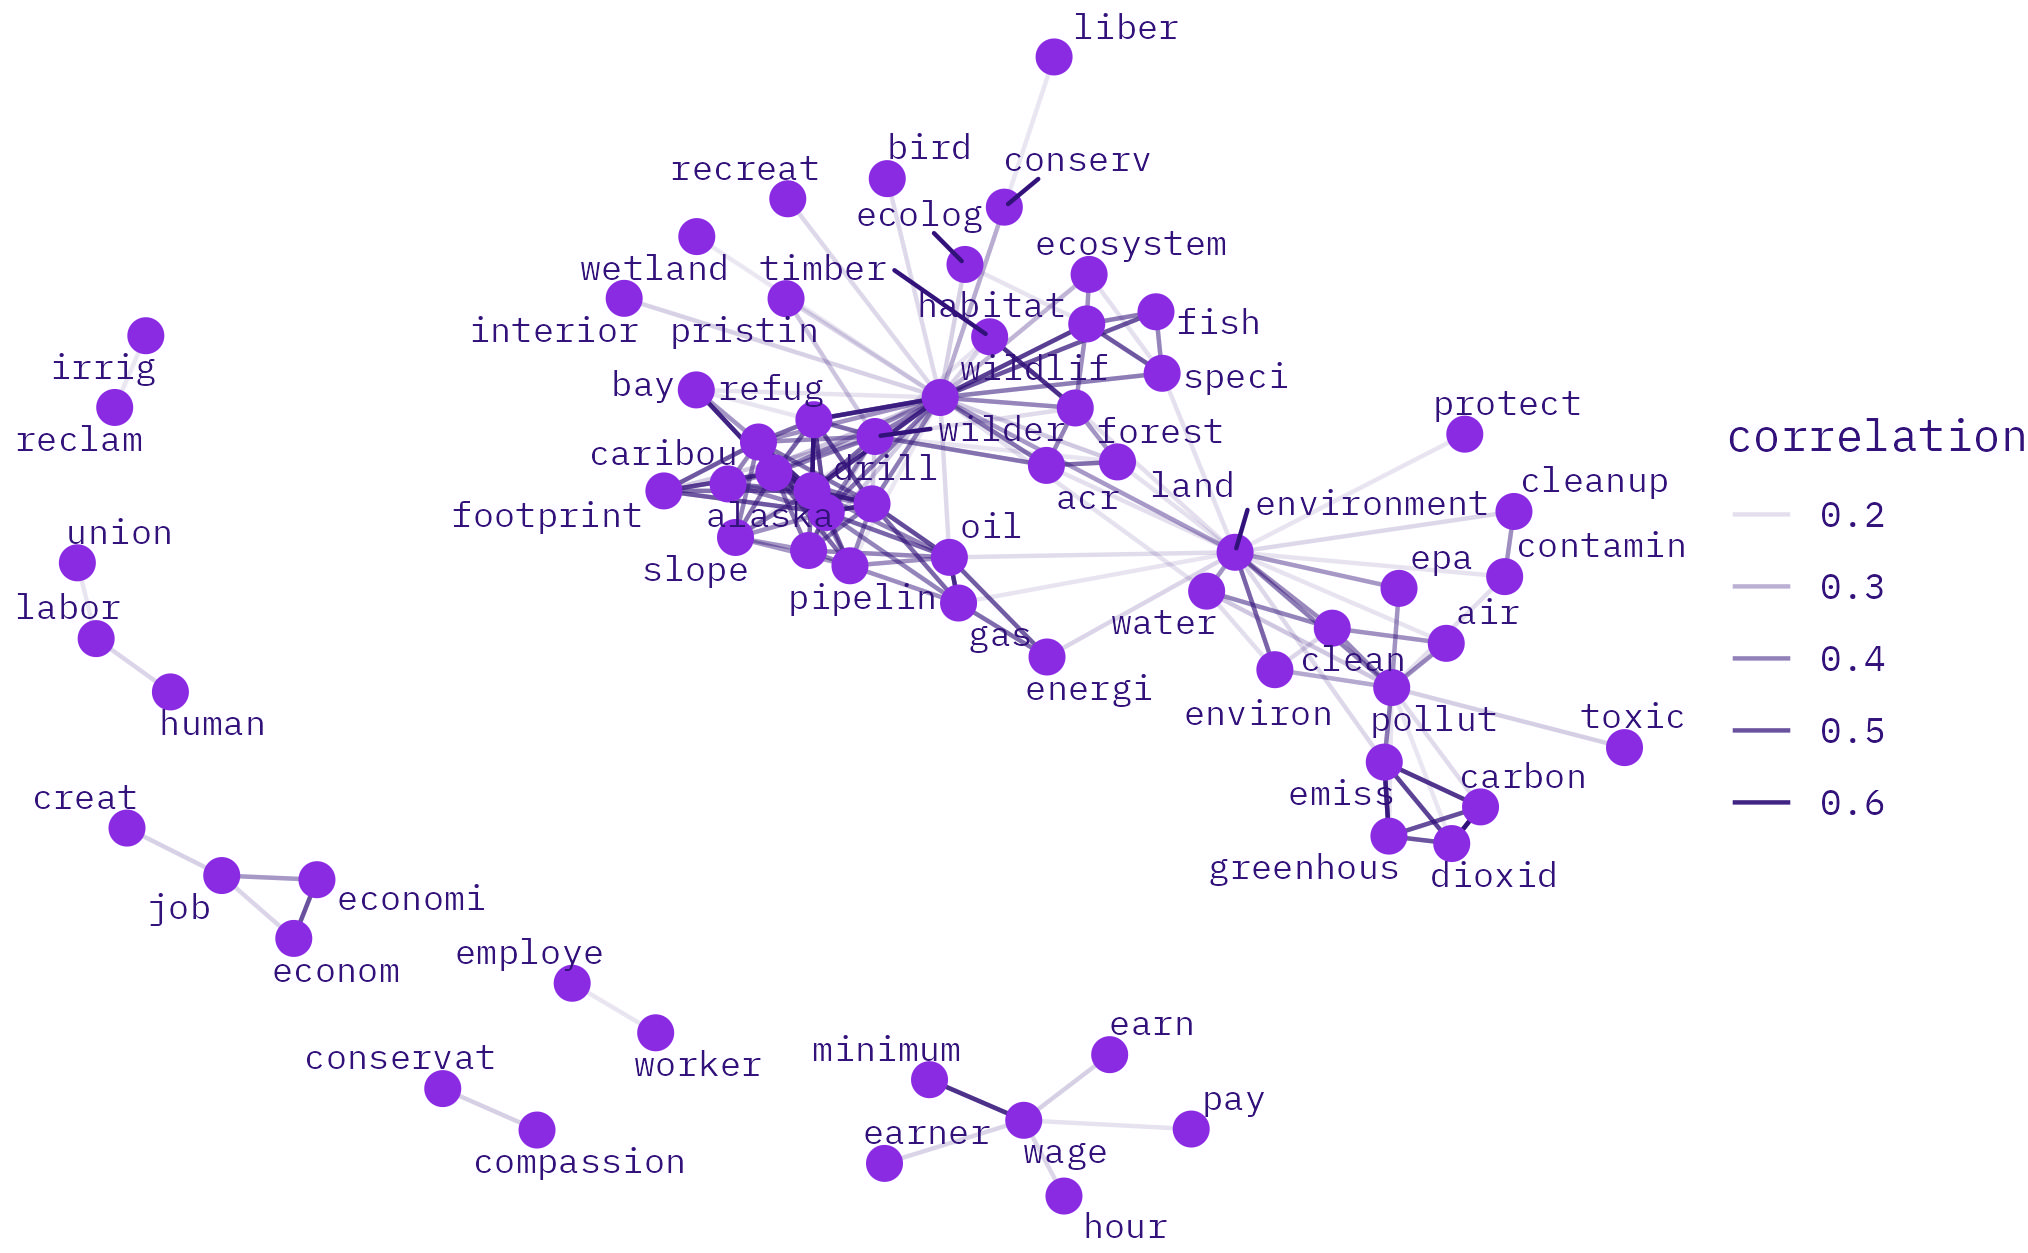 liber
bird
conserv
recreat
ecolog
ecosystem
wetland
timber
habitat
fish
interior
pristin
irrig
wildlif
speci
bay
refug
protect
reclam
wilder
forest
correlation
caribou
drill
land
cleanup
footprint
alaska
acr
environment
0.2
union
oil
contamin
slope
epa
0.3
labor
pipelin
gas
water
air
clean
0.4
energi
human
environ
pollut
toxic
0.5
creat
emiss
carbon
0.6
greenhous
dioxid
job
economi
employe
econom
earn
minimum
conservat
worker
pay
earner
wage
compassion
hour